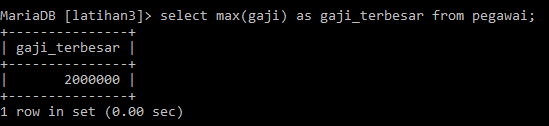 MariaDB [latihan3]> select max(gaji) as gaji_terbesar from pegawai;
+---------------+
| gaji_terbesar |
+---------------+
|       2000000 |
+---------------+
1 row in set (0.00 sec)